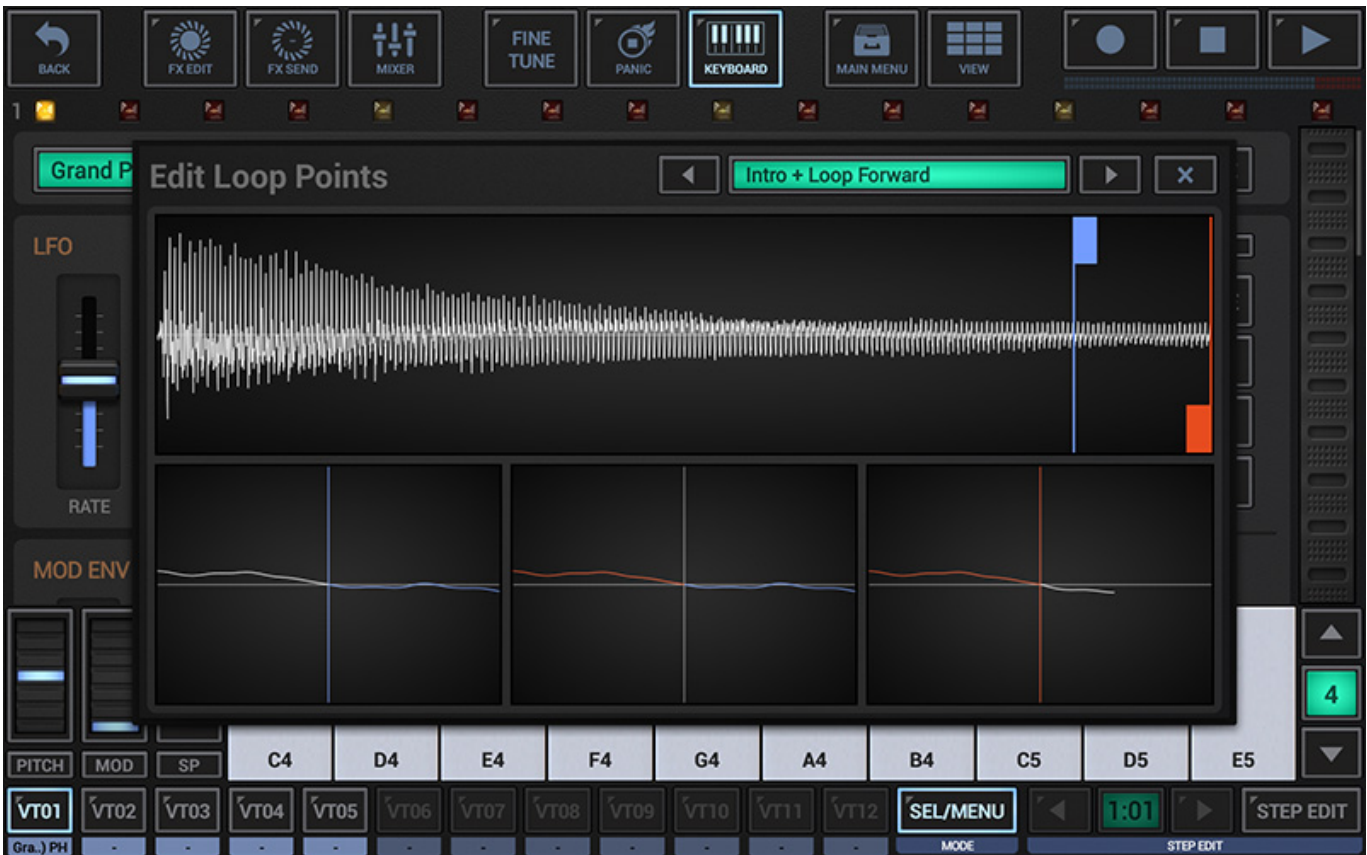 BACK
FX EDIT
FX SEND
MIXER
FINE
TUNE
PANIC
KEYBOARD
MAIN MENU
VIEW
1
Grand P
Edit Loop Points
Intro + Loop Forward
LFO
RATE
MOD ENV
4
PITCH MOD SP C4 D4 E4 F4 G4 A4 B4 C5 D5 E5
VT01 VT02 VT03 VT04 VT05 VT06 VT07 VT08 VT09 VT10 VT11 VT12 SEL/MENU 1:01 STEP EDIT
Gra..) PH - - - - - - - - - - - MODE STEP EDIT